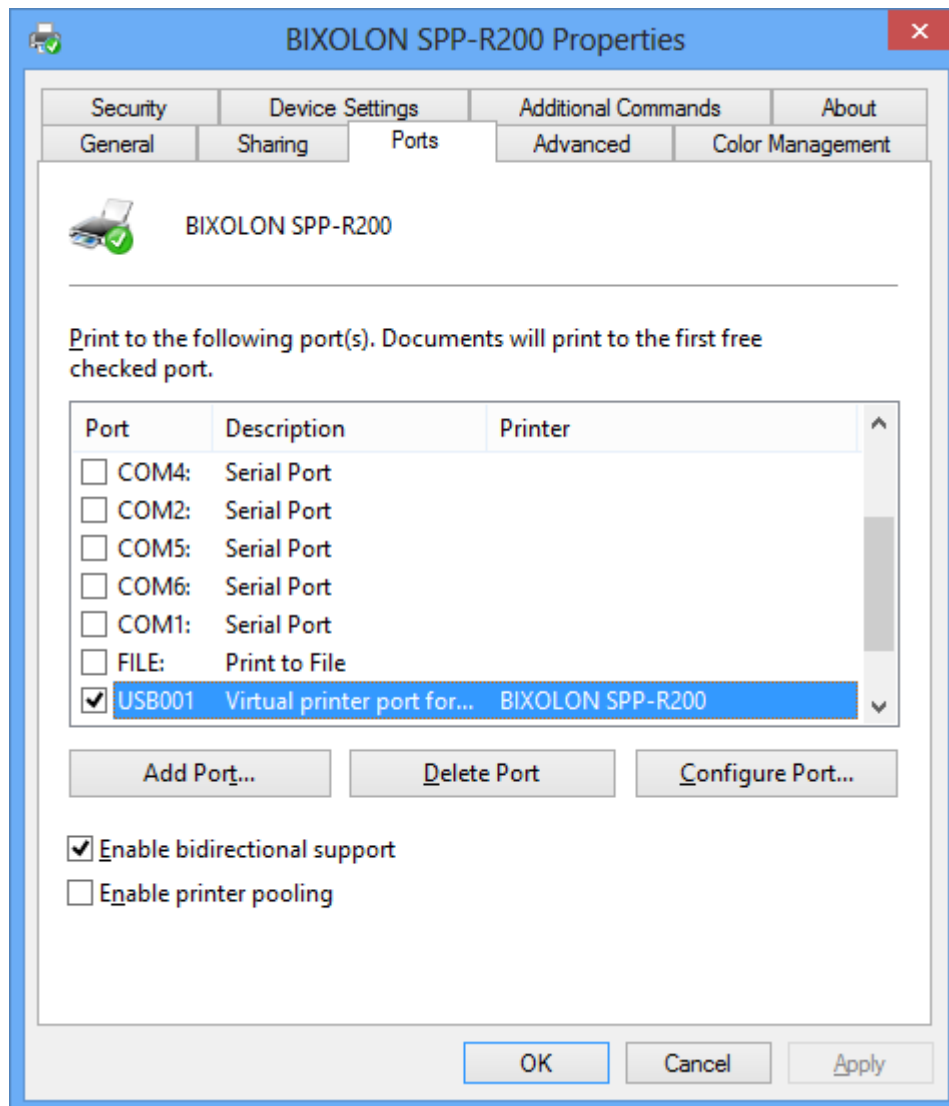 BIXOLON SPP-R200 Properties
Security Device Settings Additional Commands About
General Sharing Ports Advanced Color Management
BIXOLON SPP-R200
Print to the following port(s). Documents will print to the first free
checked port.
Port Description Printer
COM4: Serial Port
COM2: Serial Port
COM5: Serial Port
COM6: Serial Port
COM1: Serial Port
FILE: Print to File
USB001 Virtual printer port for... BIXOLON SPP-R200
Add Port... Delete Port Configure Port...
Enable bidirectional support
Enable printer pooling
OK Cancel Apply